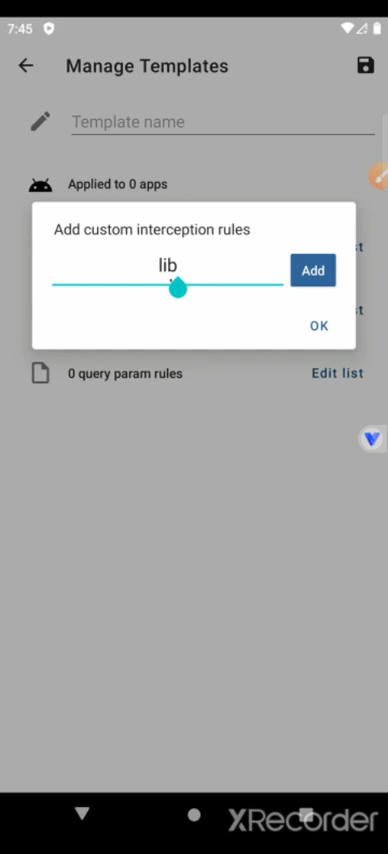 7:45
Manage Templates
Template name
Applied to 0 apps
Add custom interception rules
lib
Add
OK
0 query param rules
Edit list
XRecorder